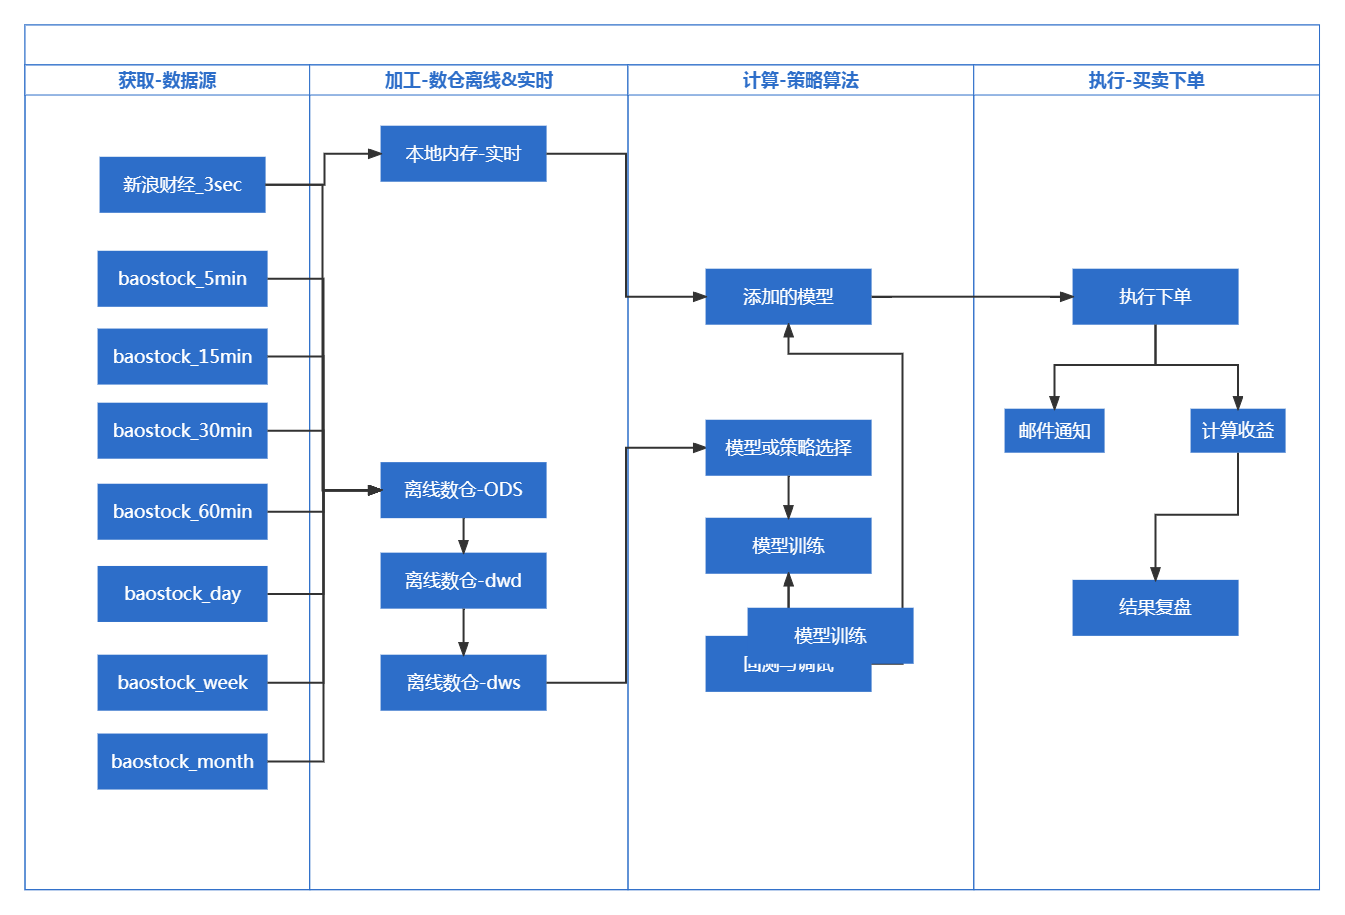 获取-数据源
加工-数仓离线&实时
计算-策略算法
执行-买卖下单
新浪财经_3sec
baostock_5min
baostock_15min
baostock_30min
baostock_60min
baostock_day
baostock_week
baostock_month
本地内存-实时
离线数仓-ODS
离线数仓-dwd
离线数仓-dws
添加的模型
模型或策略选择
模型训练
模型训练
执行下单
邮件通知
计算收益
结果复盘